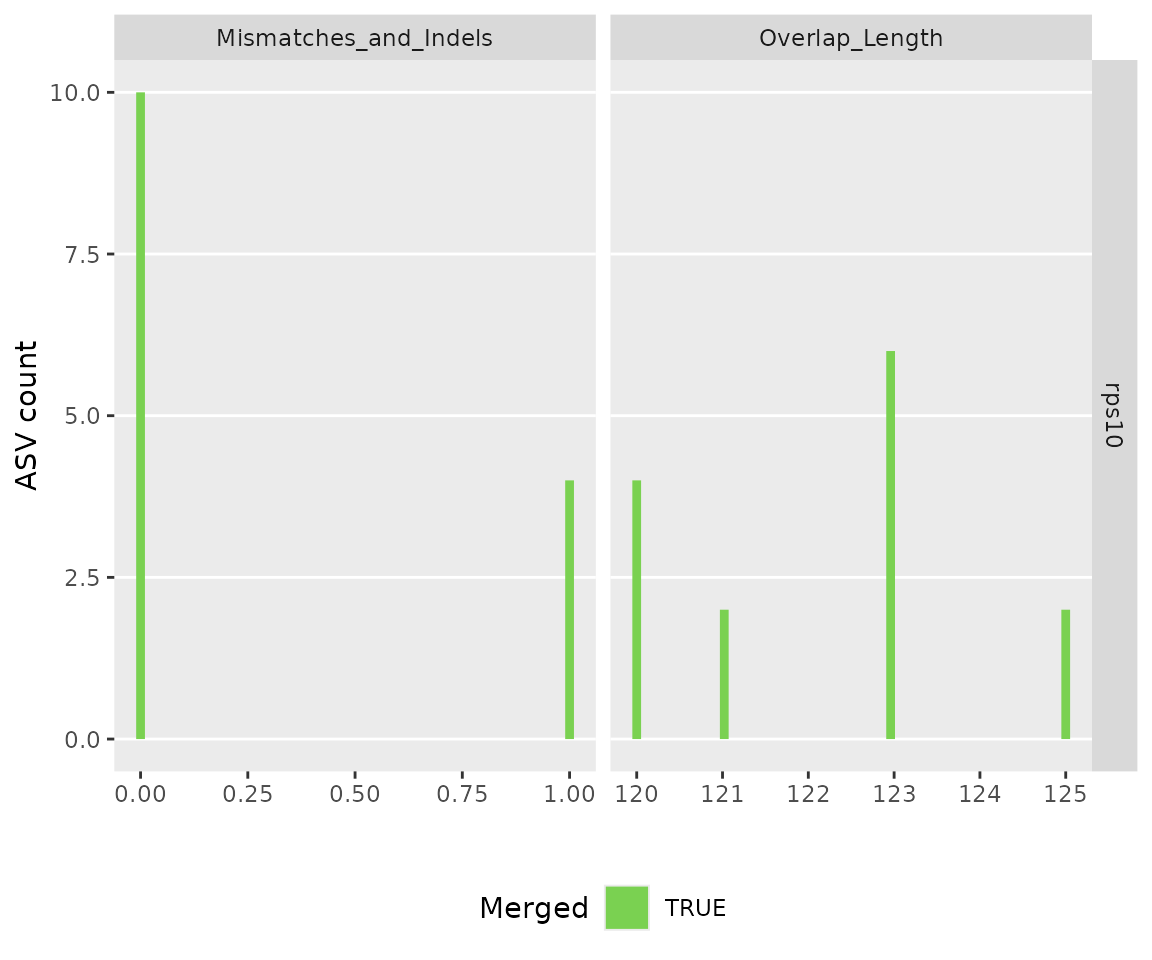 Mismatches_and_Indels
Overlap_Length
10.0
7.5
5.0
2.5
0.0
ASV count
rps10
0.00 0.25 0.50 0.75 1.00
120 121 122 123 124 125
Merged TRUE